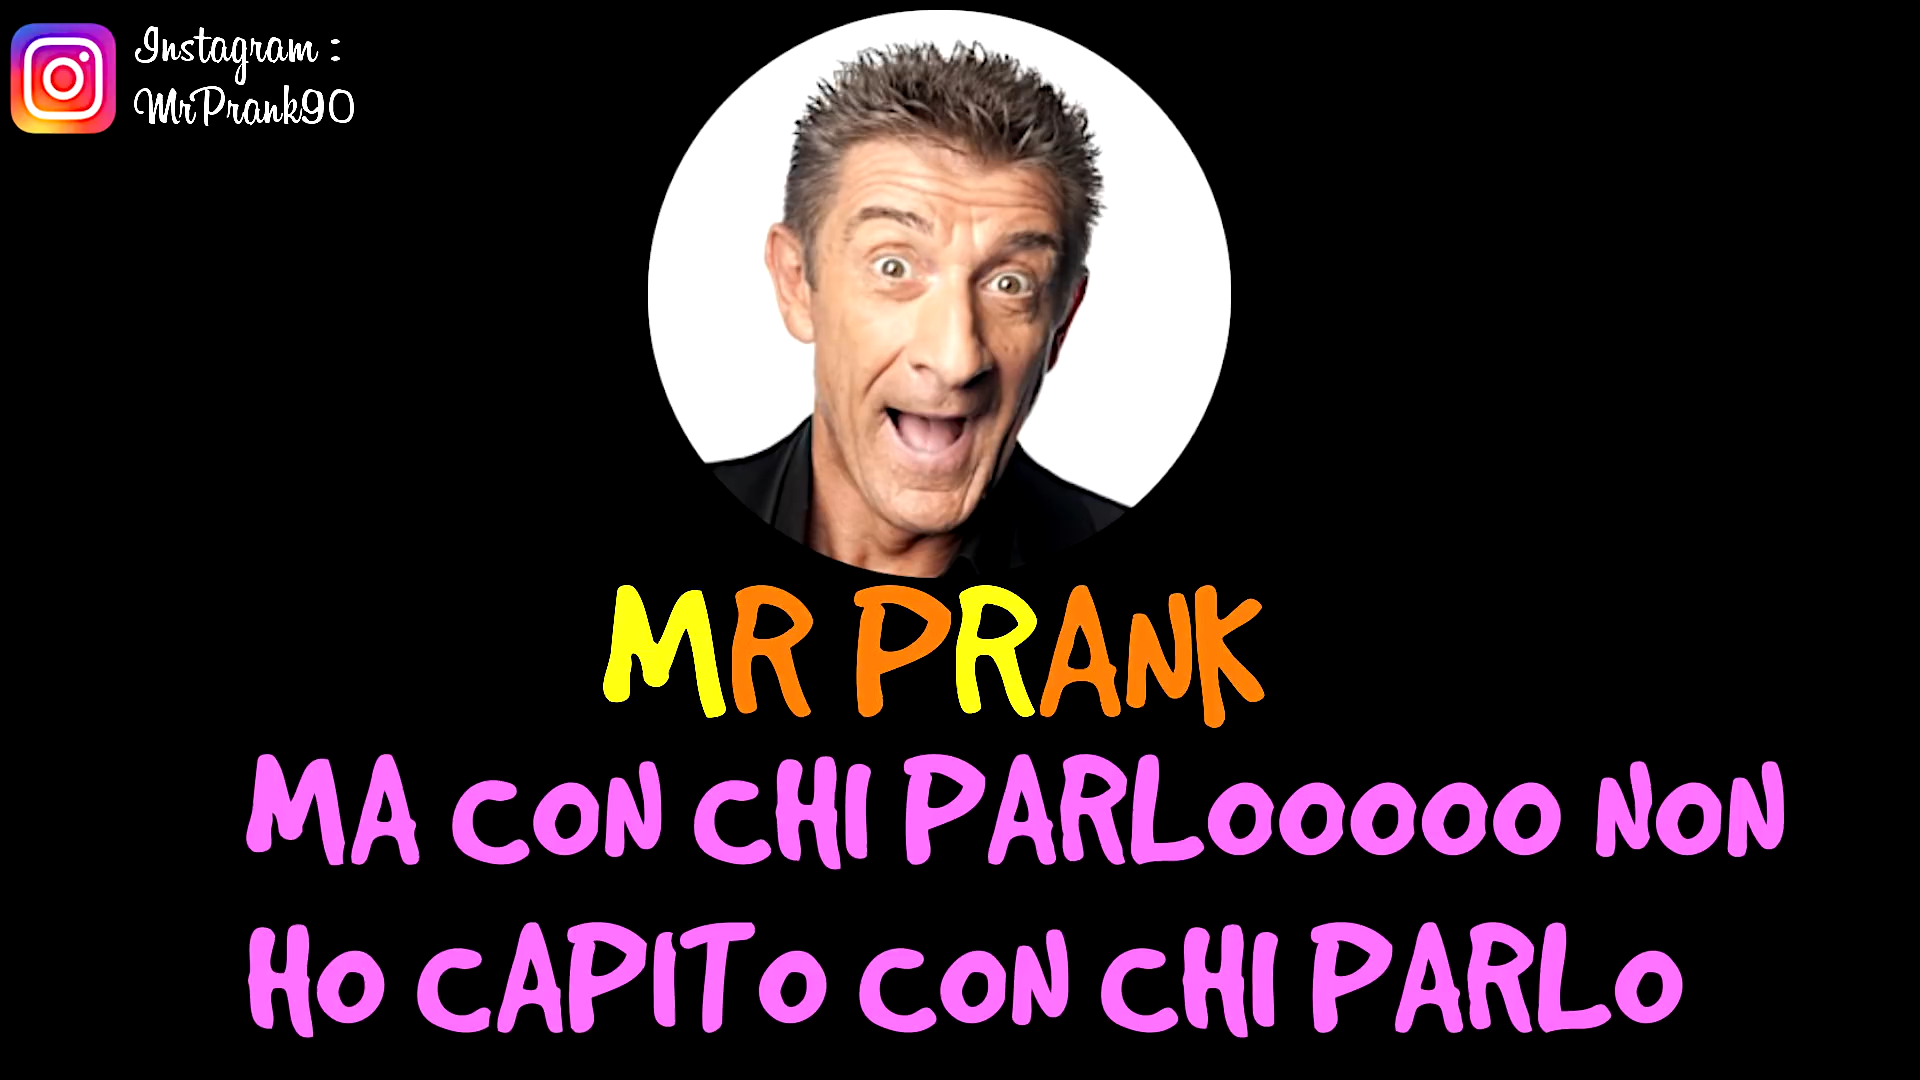 Instagram :
MrPrank90
MR PRANK
MA CON CHI PARLOOOOO NON
HO CAPITO CON CHI PARLO